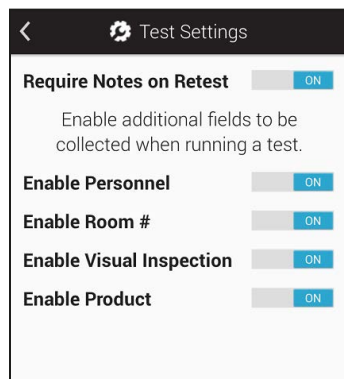 Test Settings
Require Notes on Retest ON
Enable additional fields to be
collected when running a test.
Enable Personnel ON
Enable Room # ON
Enable Visual Inspection ON
Enable Product ON